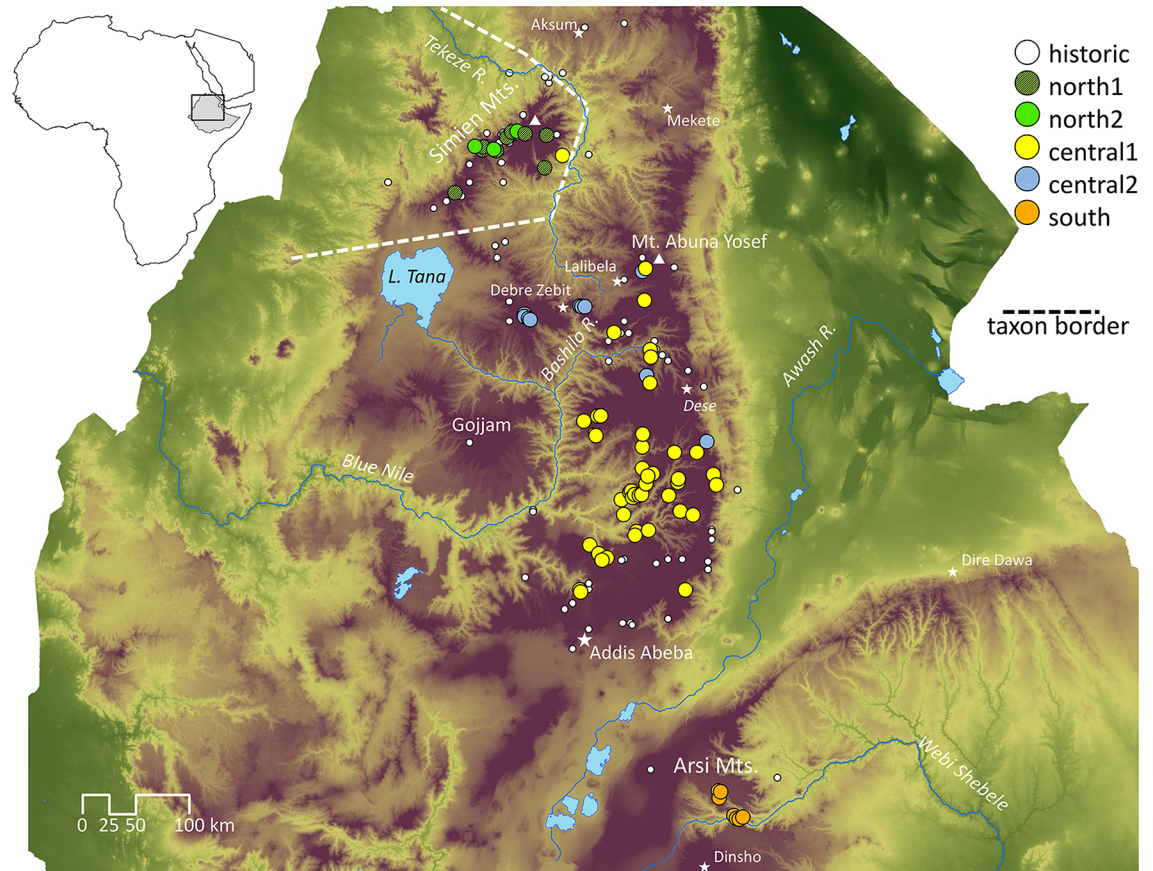 Aksum
Tekeze R.
Simien Mts.
Mekete
historic
north1
north2
central1
central2
south
taxon border
Mt. Abuna Yosef
Lalibela
L. Tana
Debre Zebit
Bashilo R.
Awash R.
Dese
Gojjam
Blue Nile
Dire Dawa
Addis Abeba
Arsi Mts.
Webi Shebele
0 25 50 100 km
Dinsho